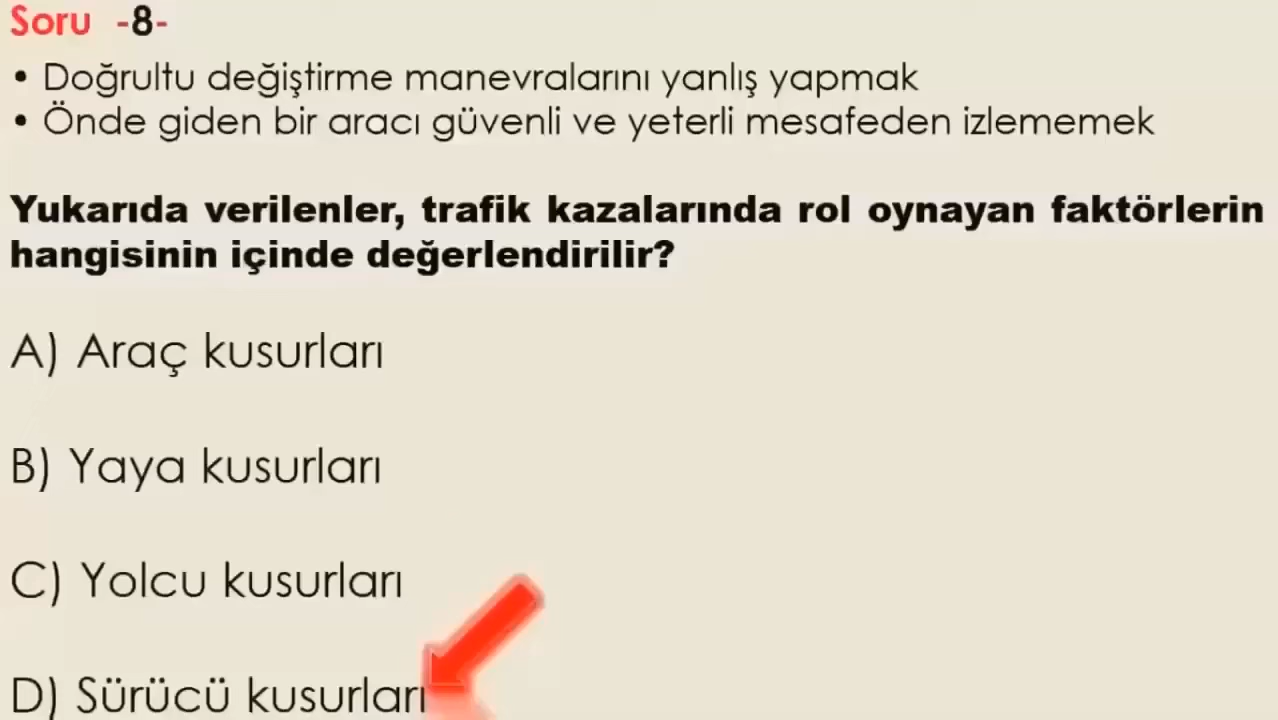 Soru -8-
• Doğrultu değiştirme manevralarını yanlış yapmak
• Önde giden bir aracı güvenli ve yeterli mesafeden izlememek
Yukarıda verilenler, trafik kazalarında rol oynayan faktörlerin
hangisinin içinde değerlendirilir?
A) Araç kusurları
B) Yaya kusurları
C) Yolcu kusurları
D) Sürücü kusurları